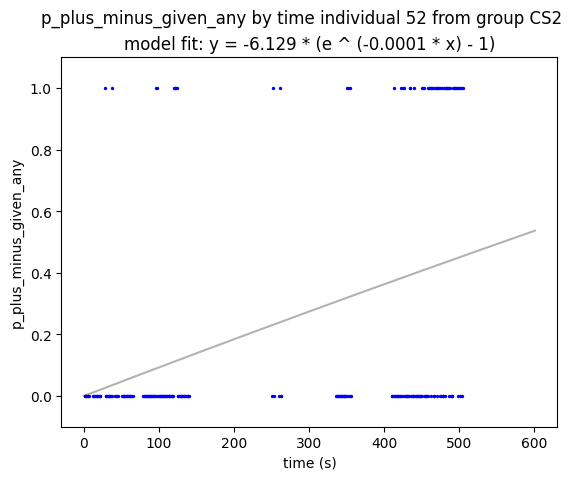 p_plus_minus_given_any by time individual 52 from group CS2
model fit: y = -6.129 * (e ^ (-0.0001 * x) - 1)
1.0
0.8
0.6
0.4
0.2
0.0
p_plus_minus_given_any
0 100 200 300 400 500 600
time (s)